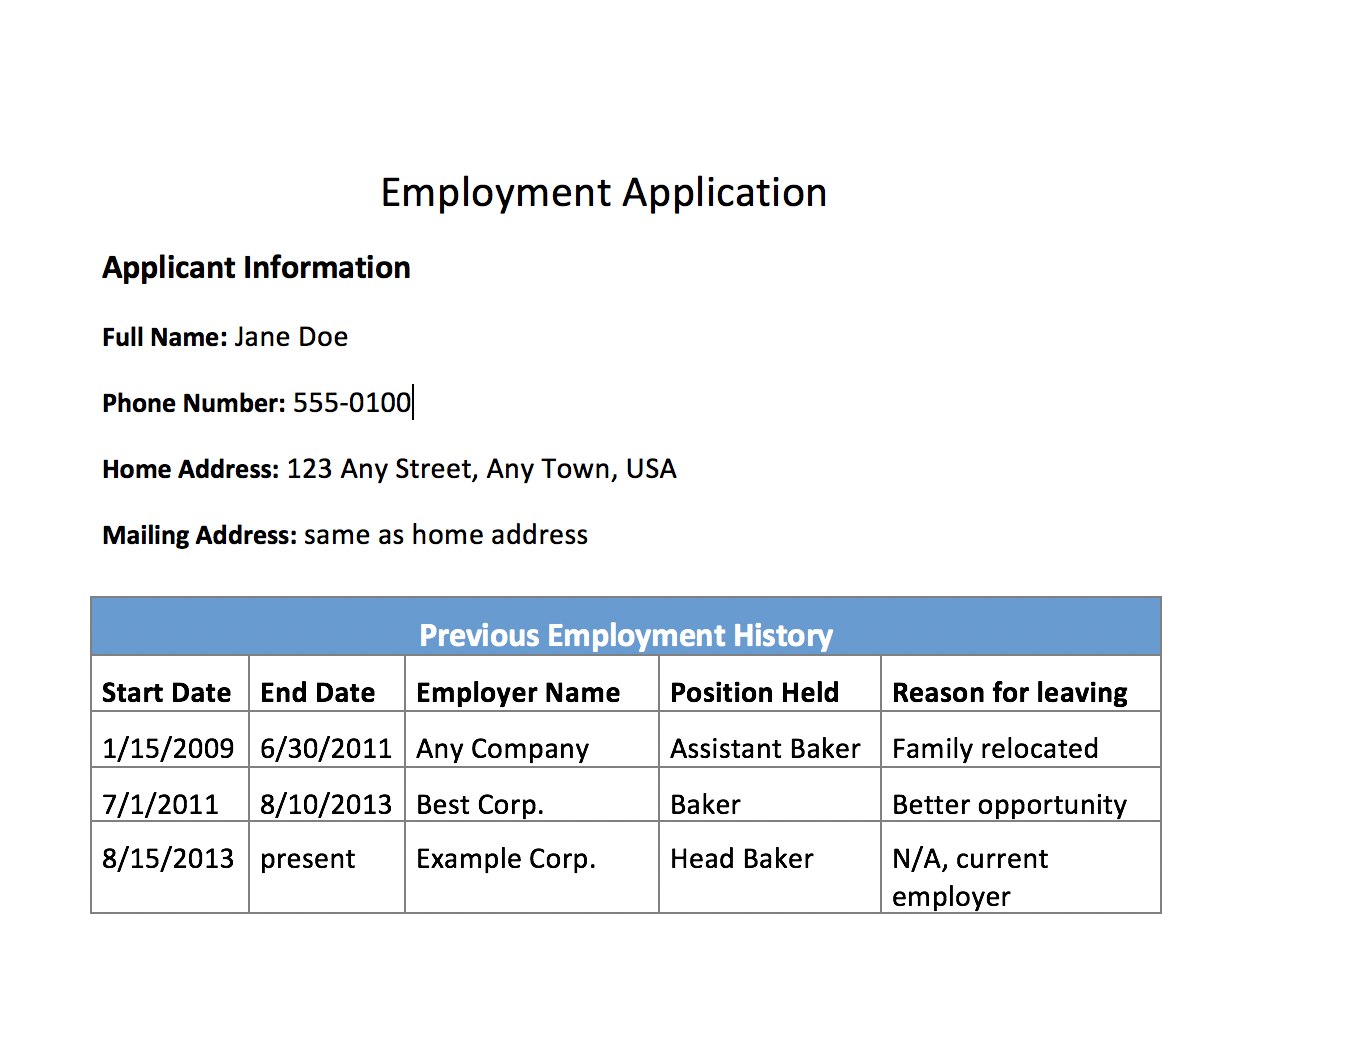 Employment Application
Applicant Information
Full Name: Jane Doe
Phone Number: 555-0100
Home Address: 123 Any Street, Any Town, USA
Mailing Address: same as home address
Previous Employment History
Start Date End Date Employer Name Position Held Reason for leaving
1/15/2009 6/30/2011 Any Company Assistant Baker Family relocated
7/1/2011 8/10/2013 Best Corp. Baker Better opportunity
8/15/2013 present Example Corp. Head Baker N/A, current
employer